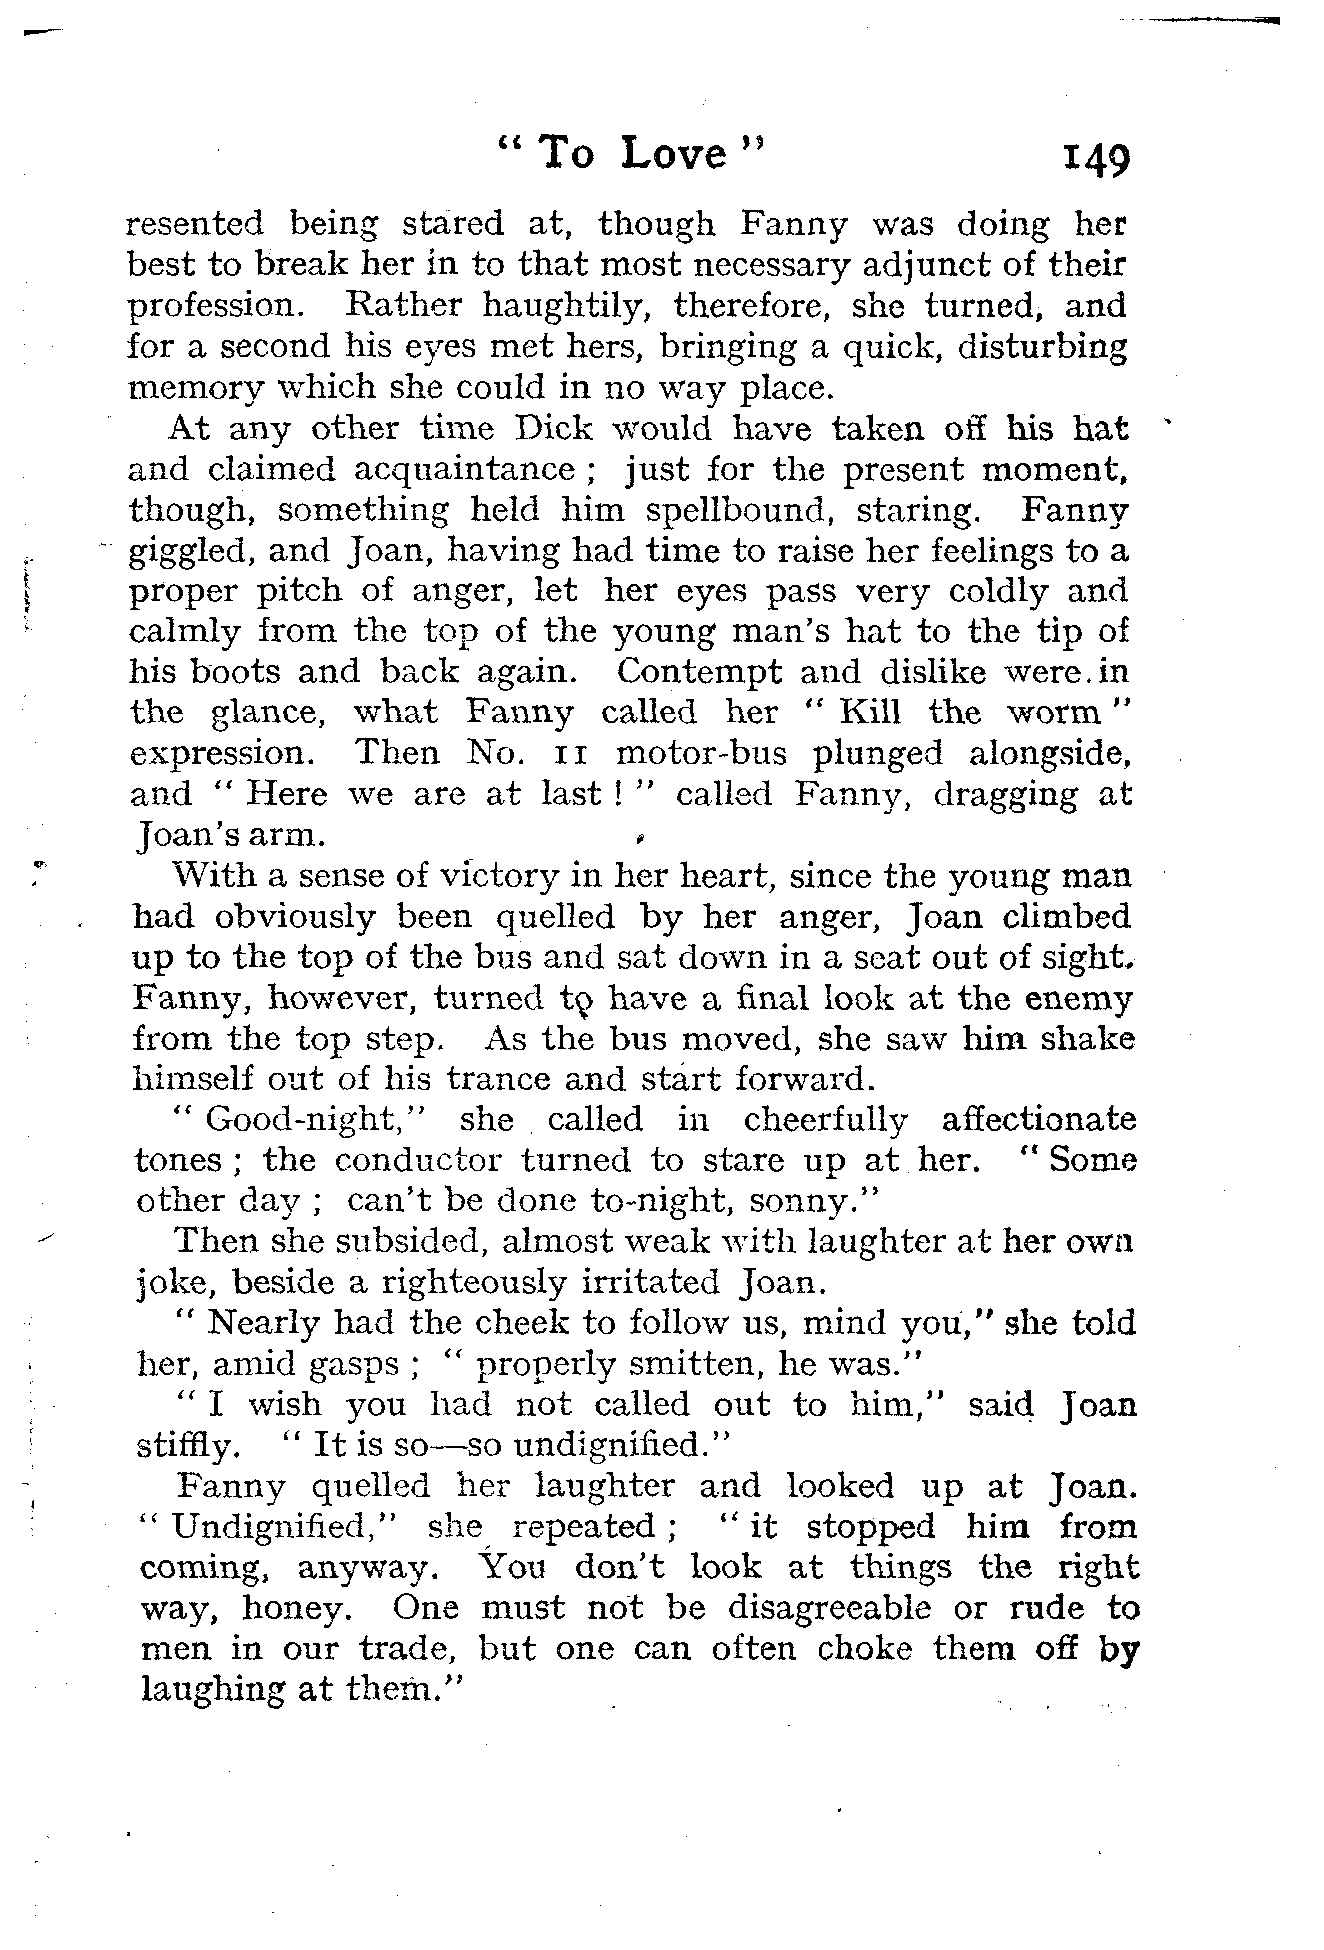 “ To Love ” 149
resented being stared at, though Fanny was doing her
best to break her in to that most necessary adjunct of their
profession. Rather haughtily, therefore, she turned, and
for a second his eyes met hers, bringing a quick, disturbing
memory which she could in no way place.
At any other time Dick would have taken off his hat
and claimed acquaintance ; just for the present moment,
though, something held him spellbound, staring. Fanny
giggled, and Joan, having had time to raise her feelings to a
proper pitch of anger, let her eyes pass very coldly and
calmly from the top of the young man's hat to the tip of
his boots and back again. Contempt and dislike were in
the glance, what Fanny called her “ Kill the worm ”
expression. Then No. 11 motor-bus plunged alongside,
and “ Here we are at last ! ” called Fanny, dragging at
Joan's arm.
With a sense of victory in her heart, since the young man
had obviously been quelled by her anger, Joan climbed
up to the top of the bus and sat down in a seat out of sight.
Fanny, however, turned to have a final look at the enemy
from the top step. As the bus moved, she saw him shake
himself out of his trance and start forward.
“ Good-night,” she called in cheerfully affectionate
tones ; the conductor turned to stare up at her. “ Some
other day ; can't be done to-night, sonny.”
Then she subsided, almost weak with laughter at her own
joke, beside a righteously irritated Joan.
“ Nearly had the cheek to follow us, mind you,” she told
her, amid gasps ; “ properly smitten, he was.”
“ I wish you had not called out to him,” said Joan
stiffly. “ It is so—so undignified.”
Fanny quelled her laughter and looked up at Joan.
“ Undignified,” she repeated ; “ it stopped him from
coming, anyway. You don't look at things the right
way, honey. One must not be disagreeable or rude to
men in our trade, but one can often choke them off by
laughing at them.”